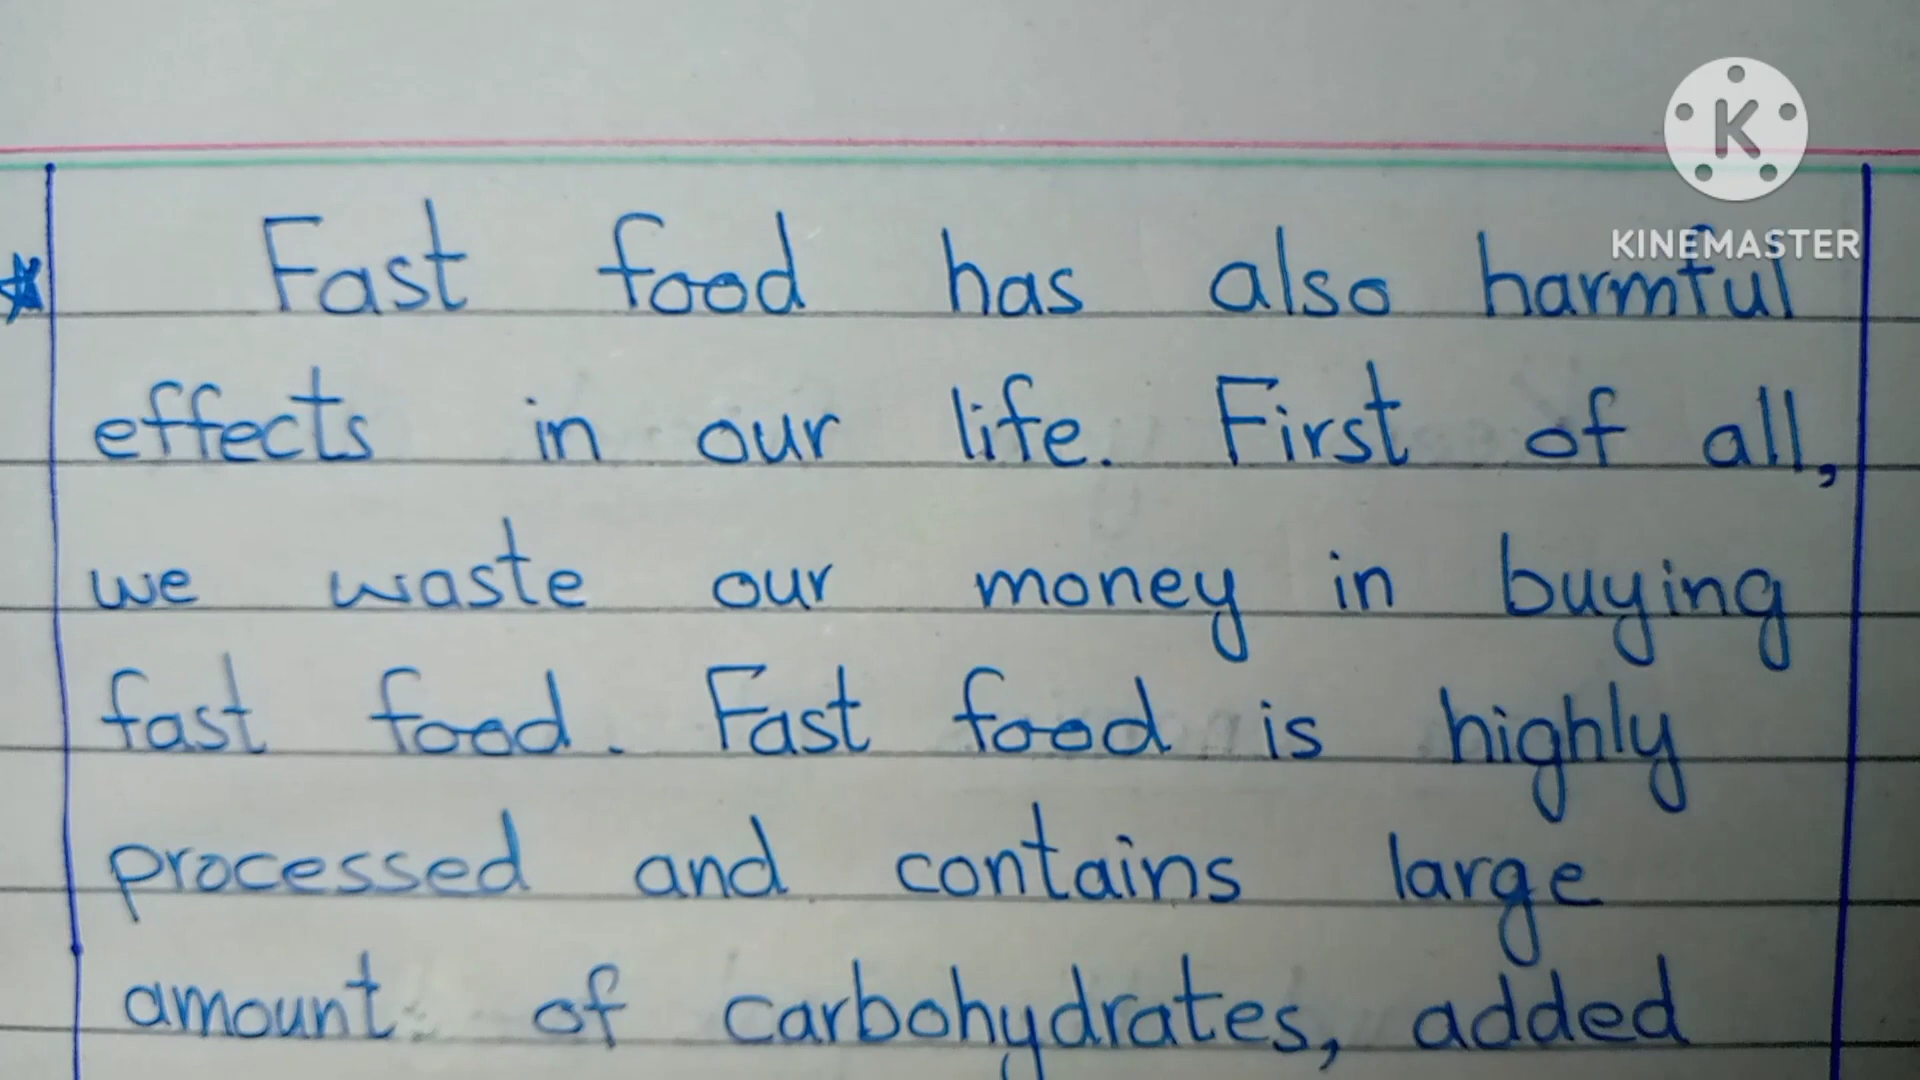 KINEMASTER
Fast food has also harmful
effects in our life. First of all,
we waste our money in buying
fast food. Fast food is highly
processed and contains large
amount of carbohydrates, added